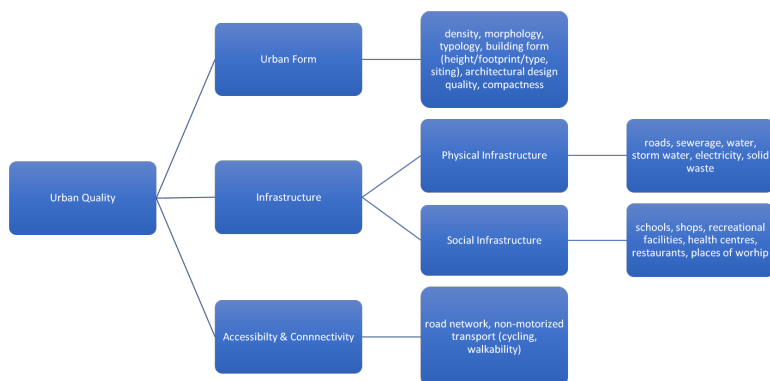 Urban Quality
Urban Form
density, morphology,
typology, building form
(height/footprint/type,
siting), architectural design
quality, compactness
Infrastructure
Physical Infrastructure
roads, sewerage, water,
storm water, electricity, solid
waste
Social Infrastructure
schools, shops, recreational
facilities, health centres,
restaurants, places of worhip
Accessibilty & Connnectivity
road network, non-motorized
transport (cycling,
walkability)